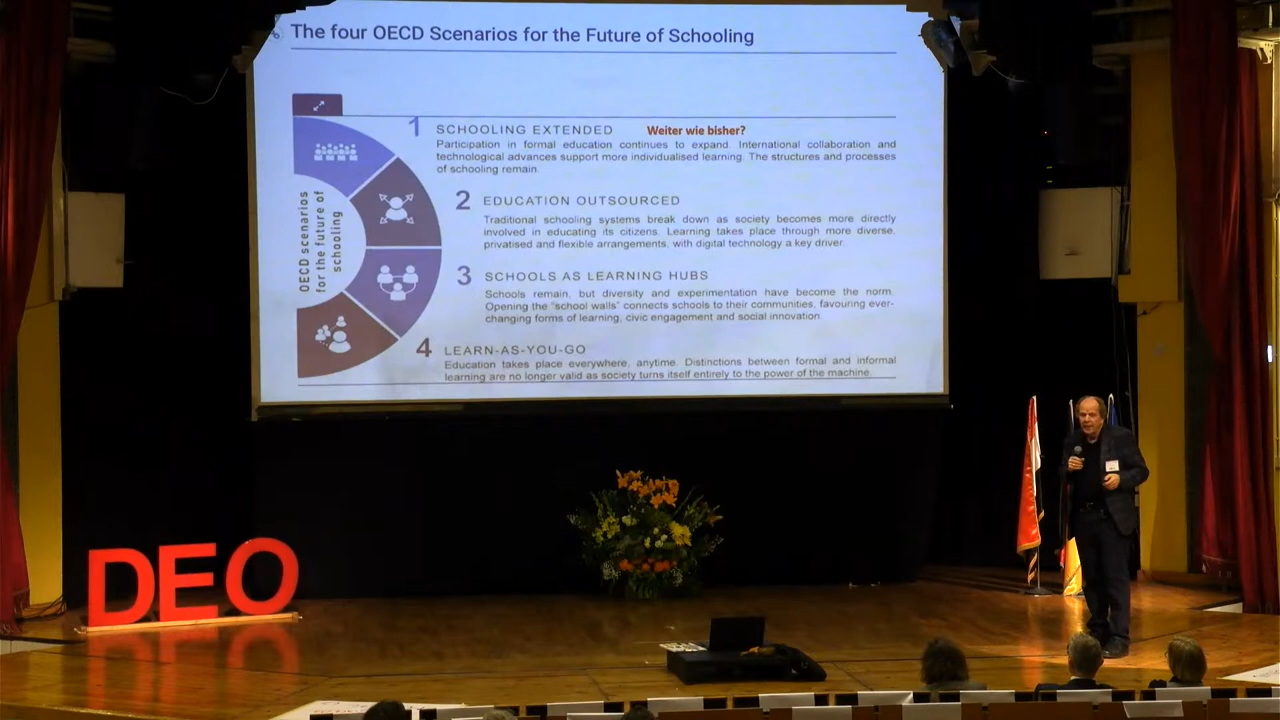 The four OECD Scenarios for the Future of Schooling
OECD scenarios
for the future of
schooling
1 SCHOOLING EXTENDED Weiter wie bisher?
Participation in formal education continues to expand. International collaboration and
technological advances support more individualised learning. The structures and processes
of schooling remain.
2 EDUCATION OUTSOURCED
Traditional schooling systems break down as society becomes more directly
involved in educating its citizens. Learning takes place through more diverse,
privatised and flexible arrangements, with digital technology a key driver.
3 SCHOOLS AS LEARNING HUBS
Schools remain, but diversity and experimentation have become the norm.
Opening the "school walls" connects schools to their communities, favouring ever-
changing forms of learning, civic engagement and social innovation.
4 LEARN-AS-YOU-GO
Education takes place everywhere, anytime. Distinctions between formal and informal
learning are no longer valid as society turns itself entirely to the power of the machine.
DEO